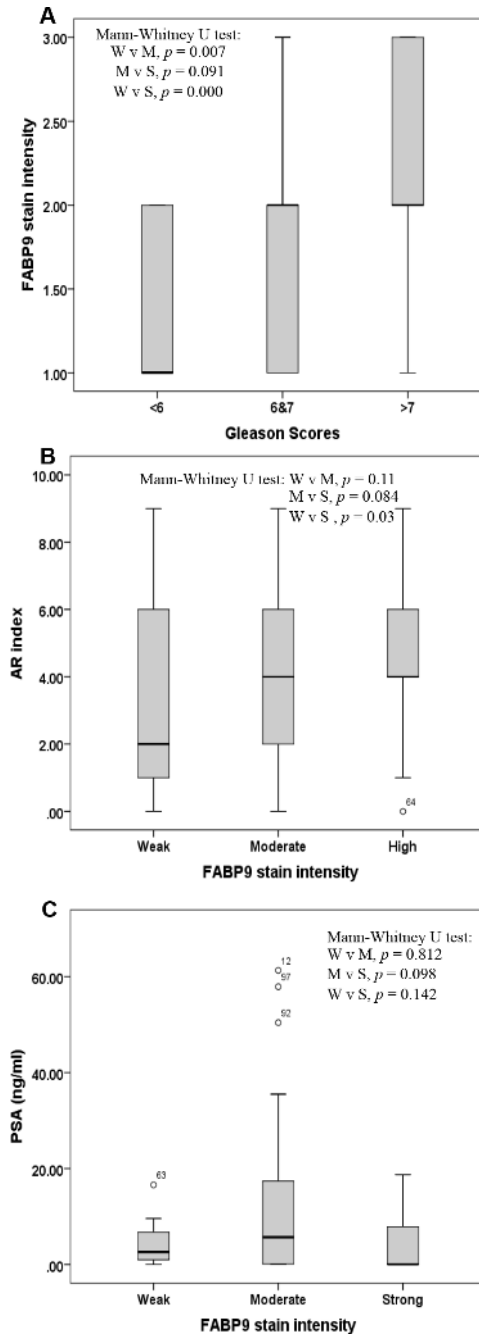 A
Mann-Whitney U test:
W v M, p = 0.007
M v S, p = 0.091
W v S, p = 0.000
FABP9 stain intensity
3.00
2.50
2.00
1.50
1.00
<6
6&7
>7
Gleason Scores
B
Mann-Whitney U test: W v M, p = 0.11
M v S, p = 0.084
W v S , p = 0.03
AR index
10.00
8.00
6.00
4.00
2.00
.00
64
Weak
Moderate
High
FABP9 stain intensity
C
Mann-Whitney U test:
W v M, p = 0.812
M v S, p = 0.098
W v S, p = 0.142
PSA (ng/ml)
60.00
40.00
20.00
.00
12
97
92
63
Weak
Moderate
Strong
FABP9 stain intensity